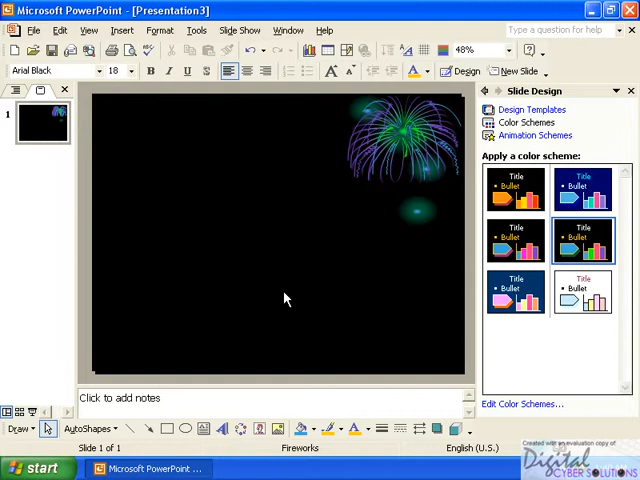 Microsoft PowerPoint - [Presentation3]
File Edit View Insert Format Tools Slide Show Window Help
Type a question for help
48%
Arial Black 18 B I U S A A A Design New Slide
1
Slide Design
Design Templates
Color Schemes
Animation Schemes
Apply a color scheme:
Title Title
Bullet Bullet
Title Title
Bullet Bullet
Title Title
Bullet Bullet
Edit Color Schemes...
Click to add notes
Draw AutoShapes A
Slide 1 of 1 Fireworks English (U.S.)
Created with an evaluation copy of
Digital
CYBER SOLUTIONS
start Microsoft PowerPoint ...